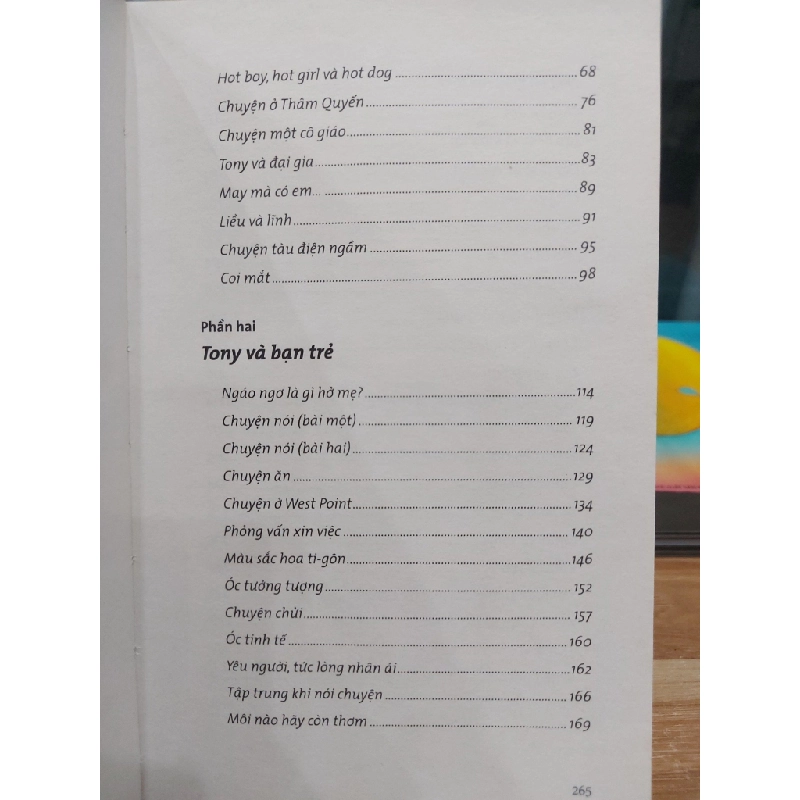 Hot boy, hot girl và hot dog 68
Chuyện ở Thâm Quyến 76
Chuyện một cô giáo 81
Tony và đại gia 83
May mà có em 89
Liều và lĩnh 91
Chuyện tàu điện ngầm 95
Coi mắt 98
Phần hai
Tony và bạn trẻ
Ngáo ngơ là gì hở mẹ? 114
Chuyện nói (bài một) 119
Chuyện nói (bài hai) 124
Chuyện ăn 129
Chuyện ở West Point 134
Phỏng vấn xin việc 140
Màu sắc hoa ti-gôn 146
Óc tưởng tượng 152
Chuyện chửi 157
Óc tinh tế 160
Yêu người, tức lòng nhân ái 162
Tập trung khi nói chuyện 166
Môi nào hãy còn thơm 169
265